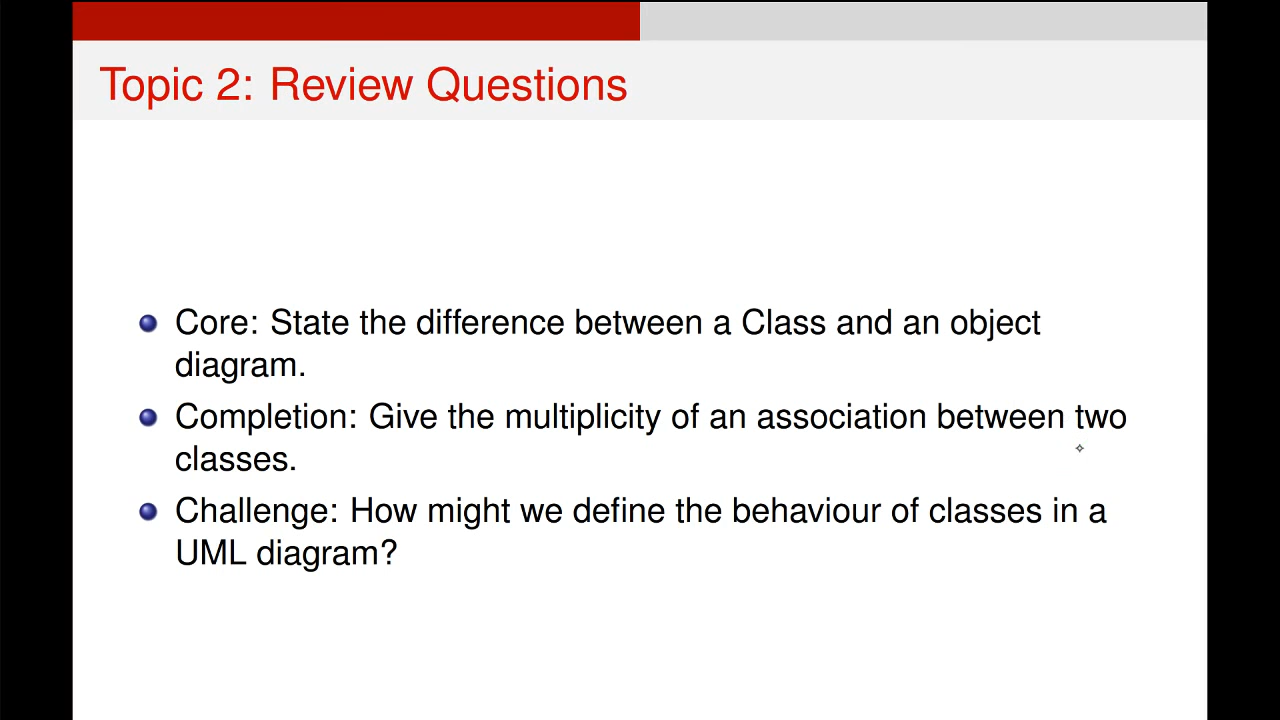 Topic 2: Review Questions
Core: State the difference between a Class and an object
diagram.
Completion: Give the multiplicity of an association between two
classes.
Challenge: How might we define the behaviour of classes in a
UML diagram?